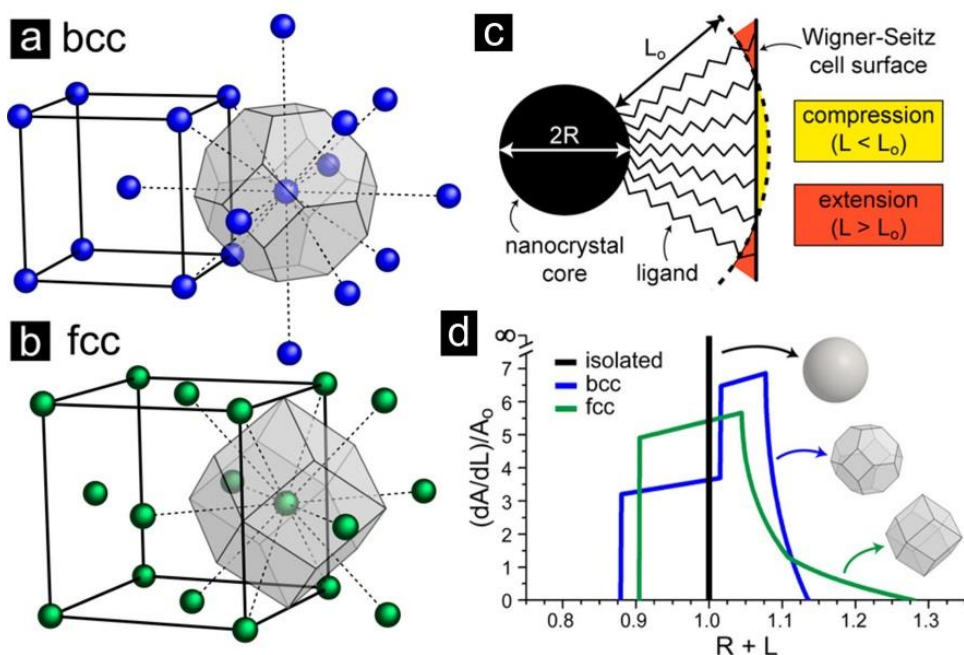 a bcc
b fcc
c
Lo
2R
nanocrystal
core
ligand
Wigner-Seitz
cell surface
compression
(L < Lo)
extension
(L > Lo)
d
(dA/dL)/Ao
∞
7
6
5
4
3
2
1
0
isolated
bcc
fcc
0.8 0.9 1.0 1.1 1.2 1.3
R + L